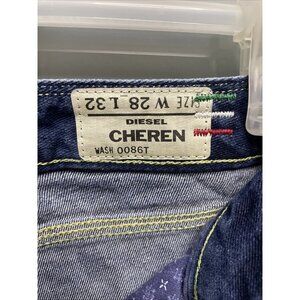 SIZE W 28 L 32
DIESEL
CHEREN
WASH 0086T